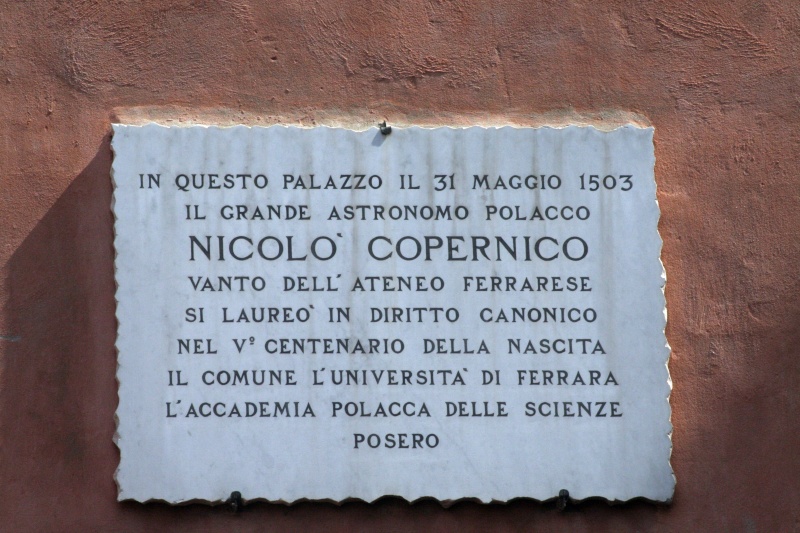 IN QUESTO PALAZZO IL 31 MAGGIO 1503
IL GRANDE ASTRONOMO POLACCO
NICOLO` COPERNICO
VANTO DELL' ATENEO FERRARESE
SI LAUREO` IN DIRITTO CANONICO
NEL Vº CENTENARIO DELLA NASCITA
IL COMUNE L'UNIVERSITA` DI FERRARA
L'ACCADEMIA POLACCA DELLE SCIENZE
POSERO